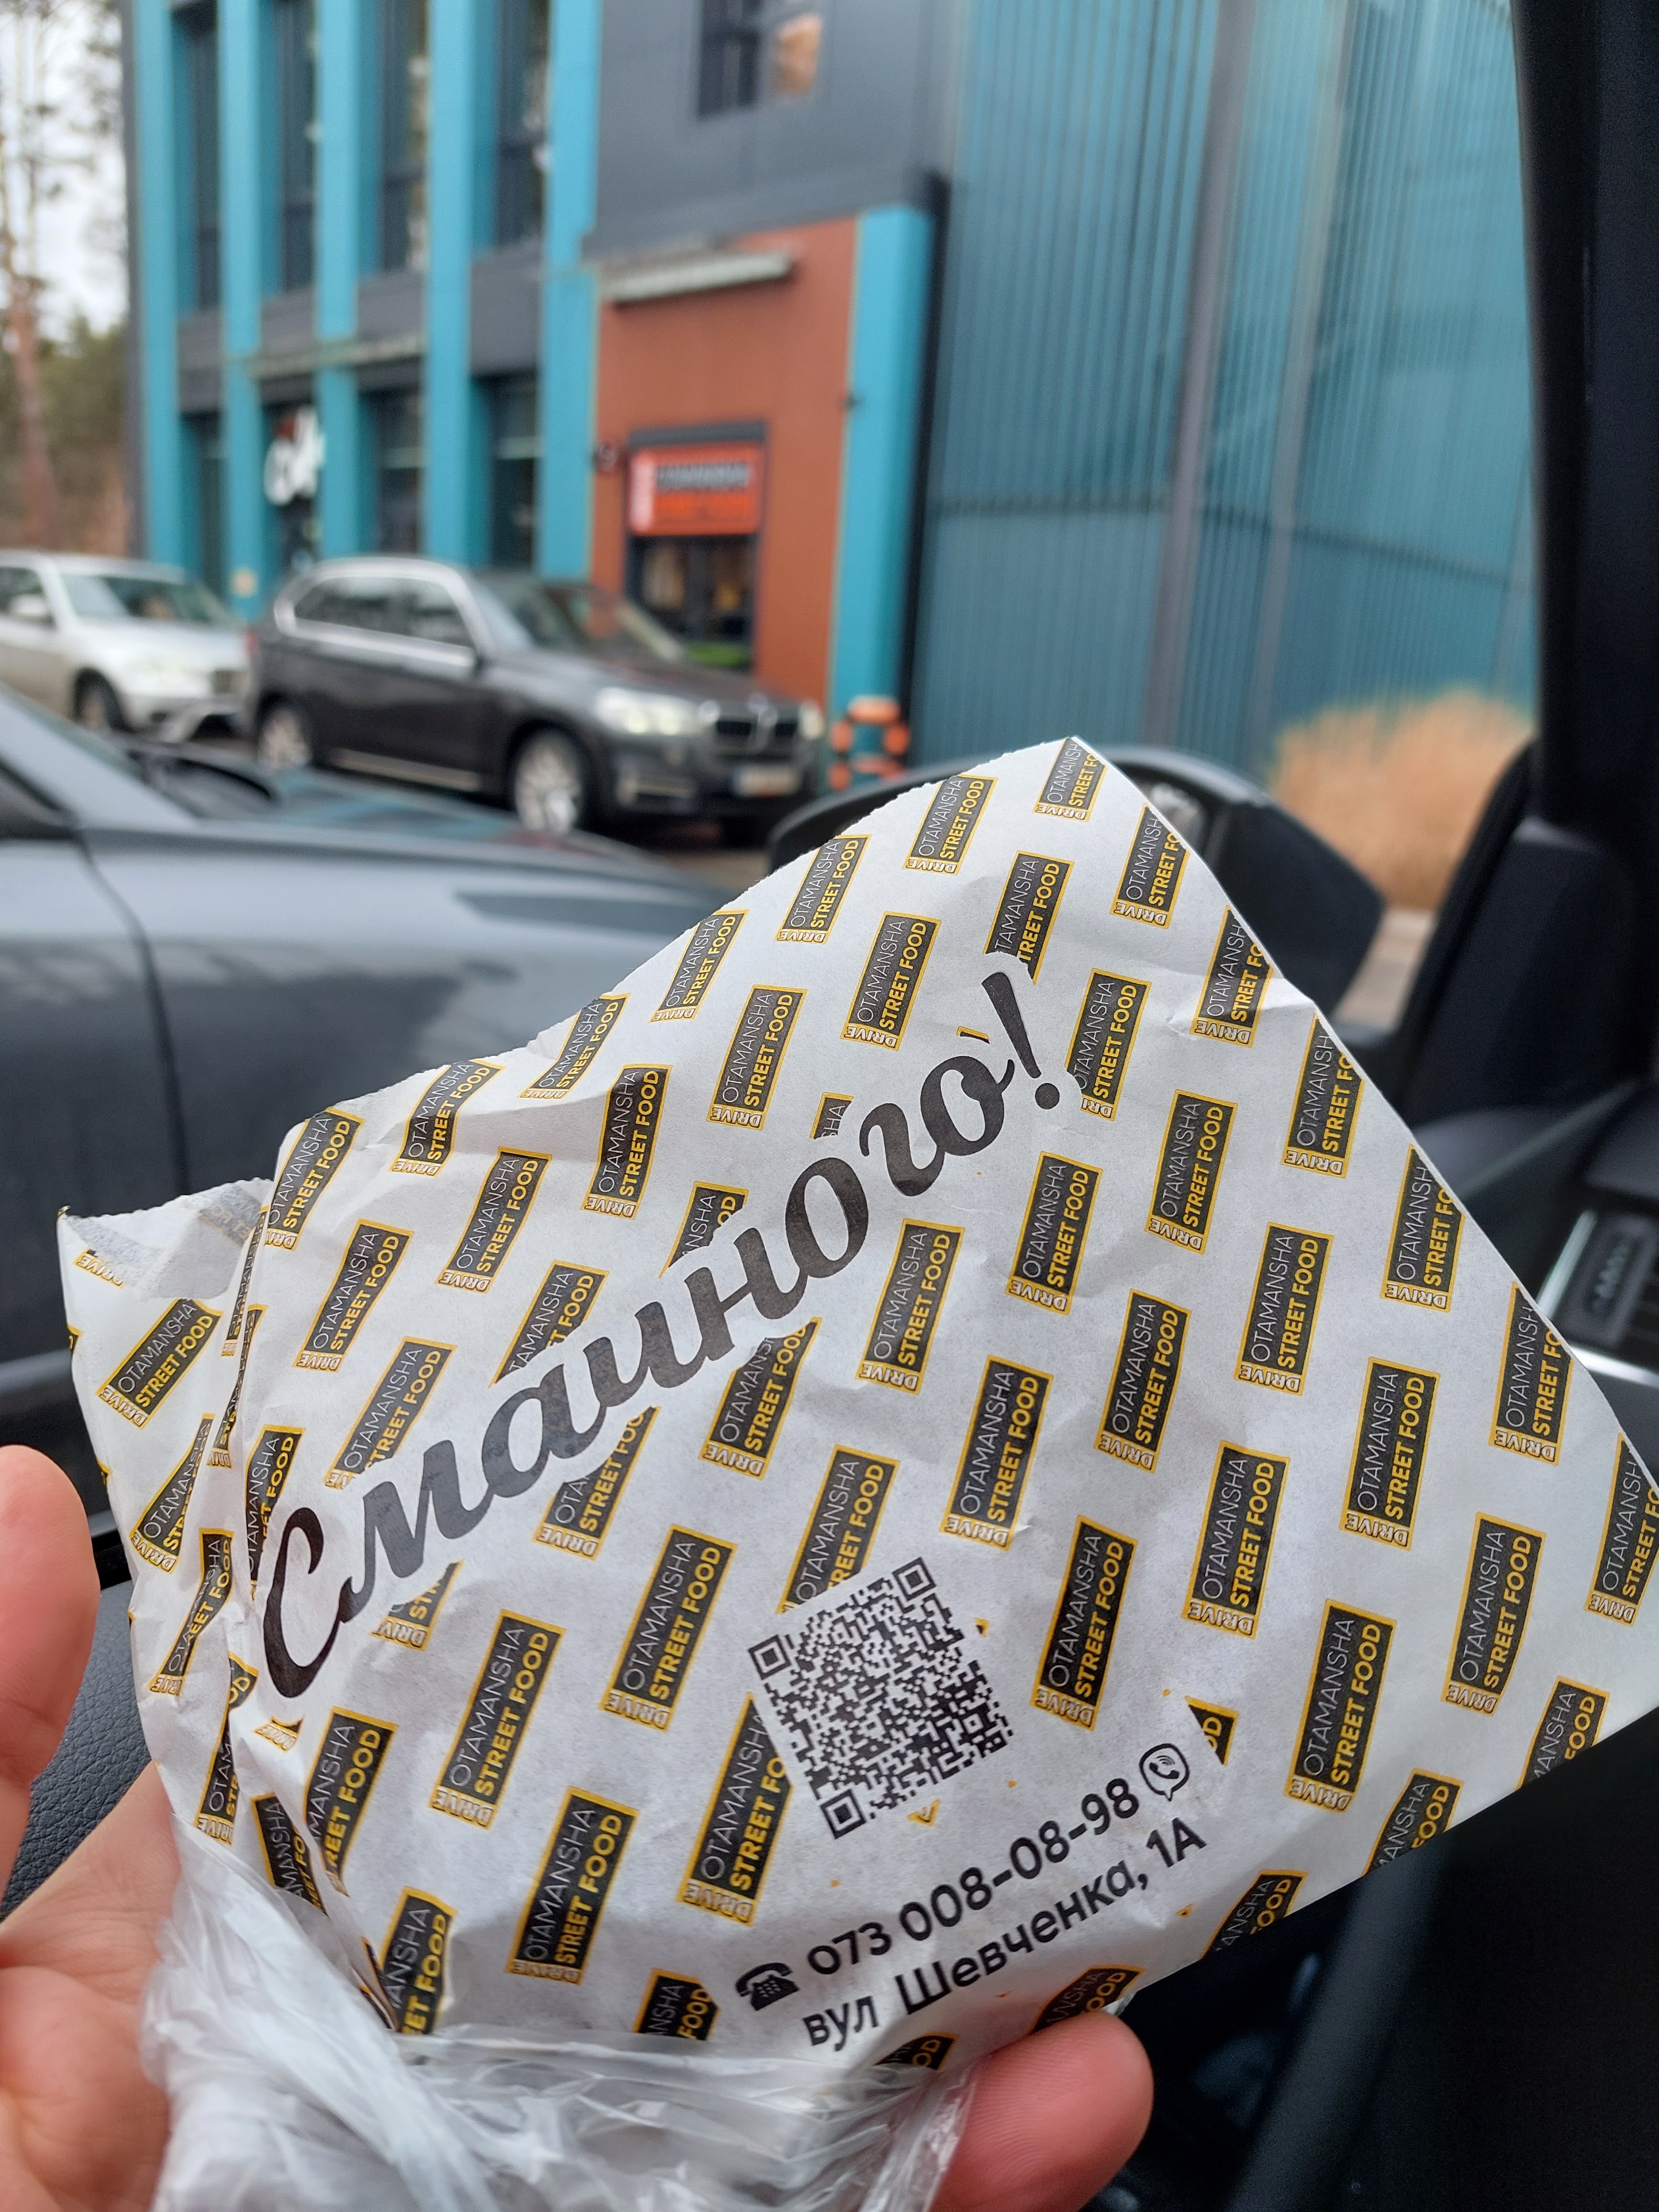 OTAMANSHA
STREET FOOD
DRIVE
Смачного!
073 008-08-98
вул Шевченка, 1А